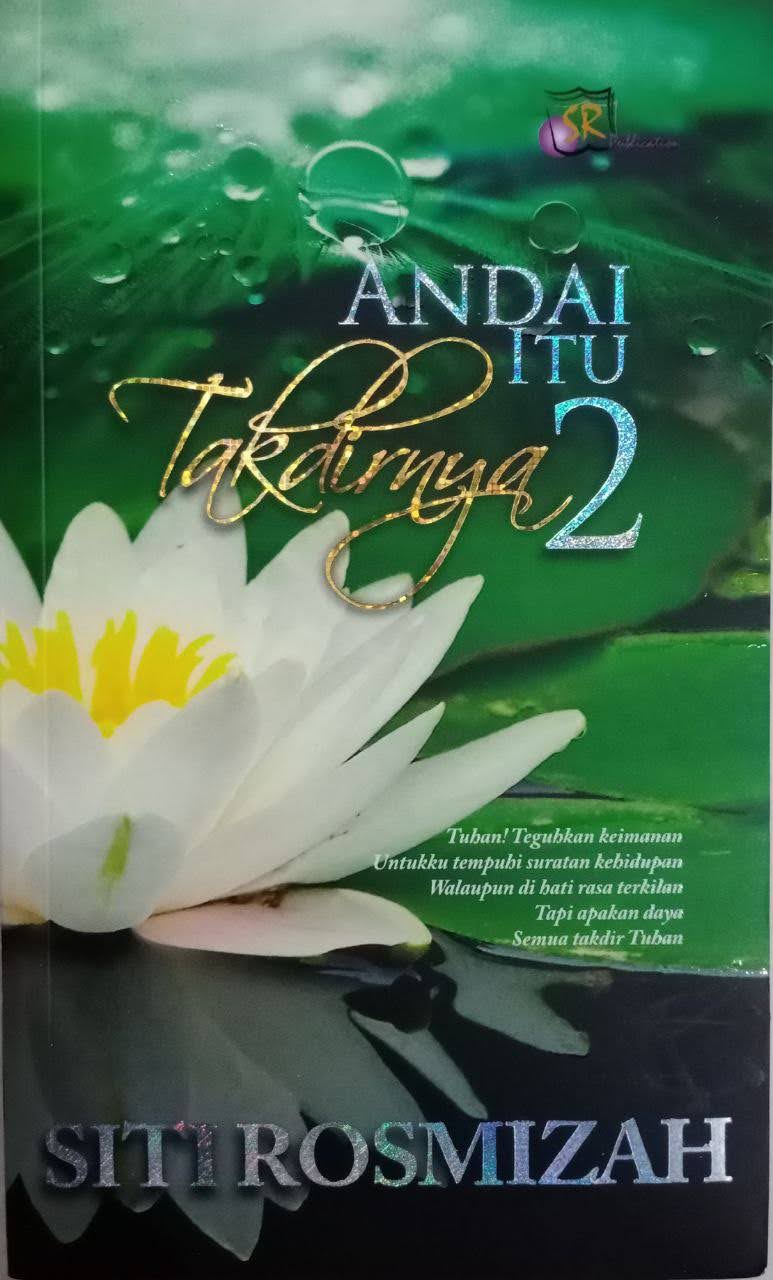 SR
Publication
ANDAI
ITU
Takdirnya 2
Tuhan! Teguhkan keimanan
Untukku tempuhi suratan kehidupan
Walaupun di hati rasa terkilan
Tapi apakan daya
Semua takdir Tuhan
SITI ROSMIZAH